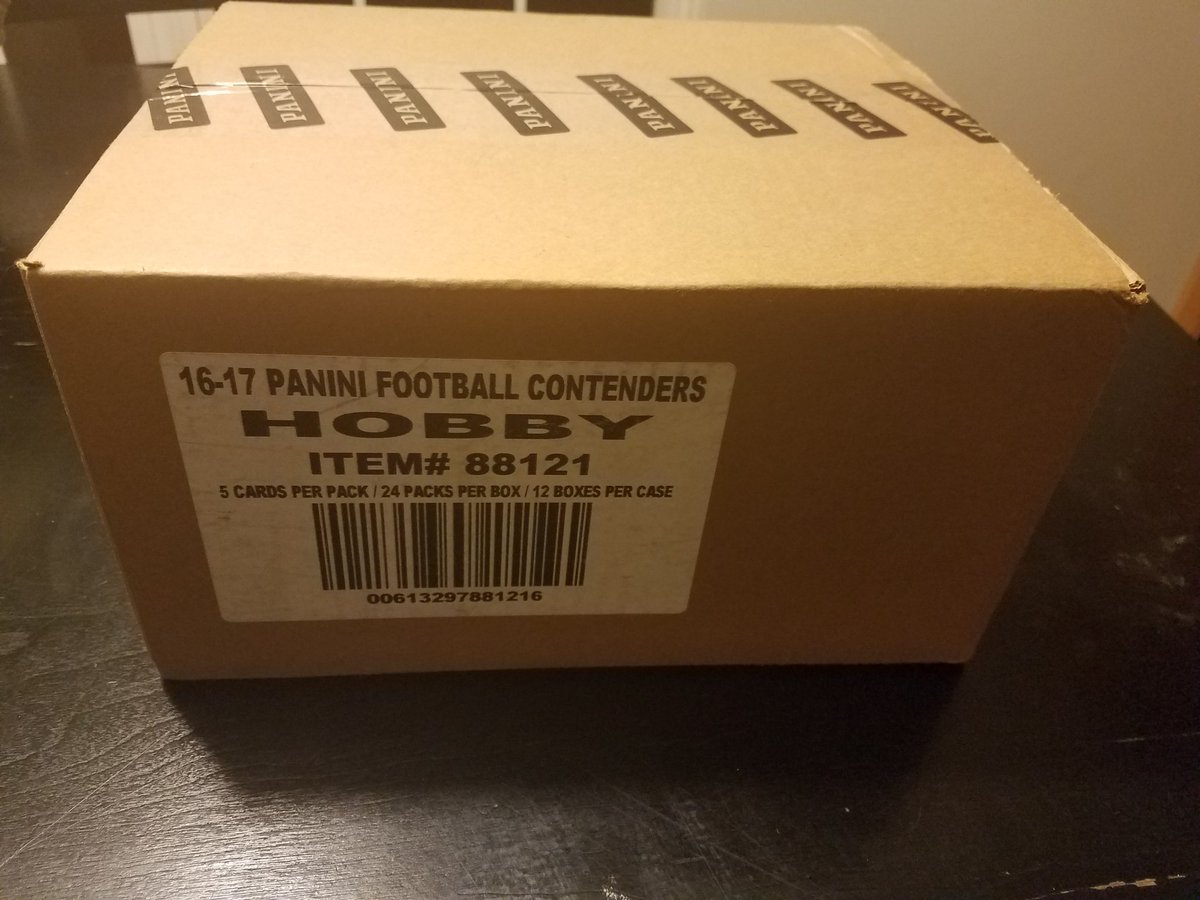 PANINI PANINI PANINI PANINI PANINI PANINI PANINI PANINI
16-17 PANINI FOOTBALL CONTENDERS
HOBBY
ITEM# 88121
5 CARDS PER PACK / 24 PACKS PER BOX / 12 BOXES PER CASE
00613297881216